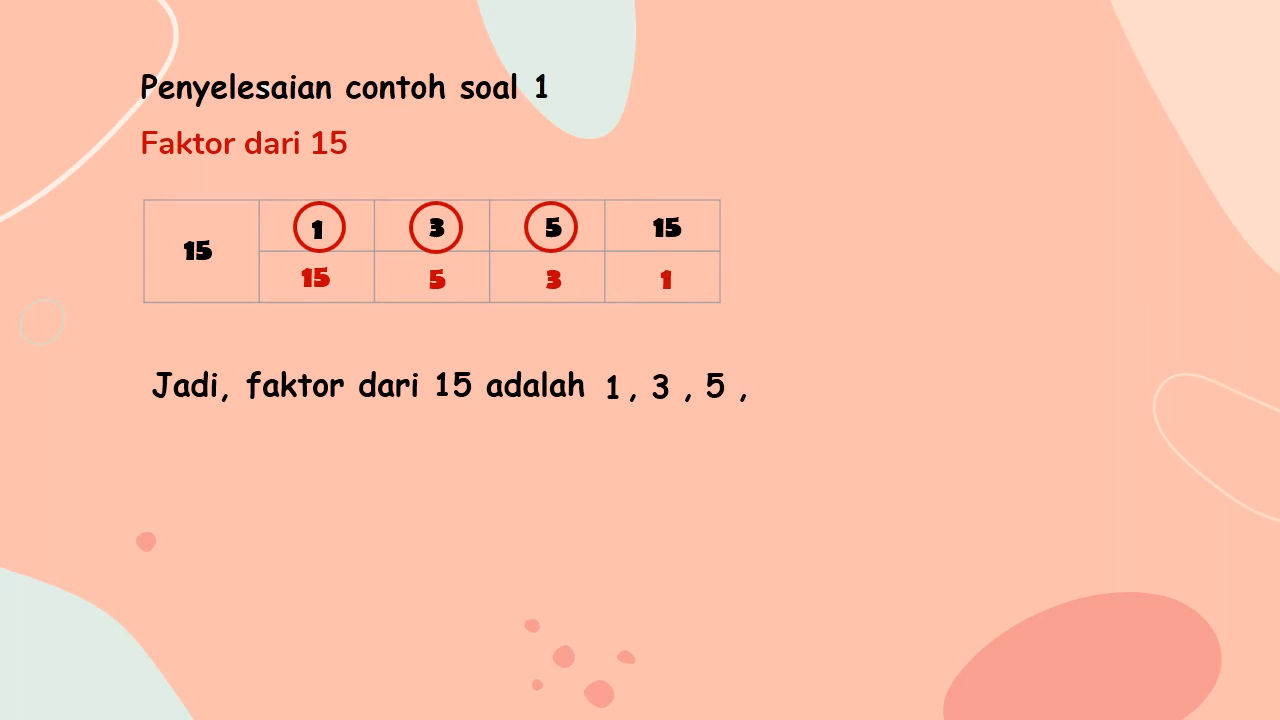 Penyelesaian contoh soal 1
Faktor dari 15
15 1 3 5 15
15 5 3 1
Jadi, faktor dari 15 adalah 1 , 3 , 5 ,